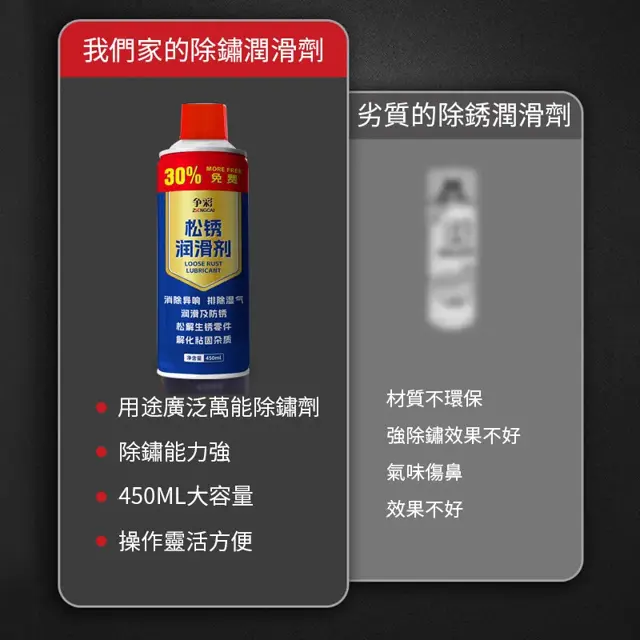 我們家的除鏽潤滑劑
劣質的除銹潤滑劑
30% MORE FREE
免费
争彩
ZHENGCAI
松锈
润滑剂
LOOSE RUST
LUBRICANT
消除异响 排除湿气
润滑及防锈
松解生锈零件
解化粘固杂质
净含量 450ml
用途廣泛萬能除鏽劑
除鏽能力強
450ML大容量
操作靈活方便
材質不環保
強除鏽效果不好
氣味傷鼻
效果不好